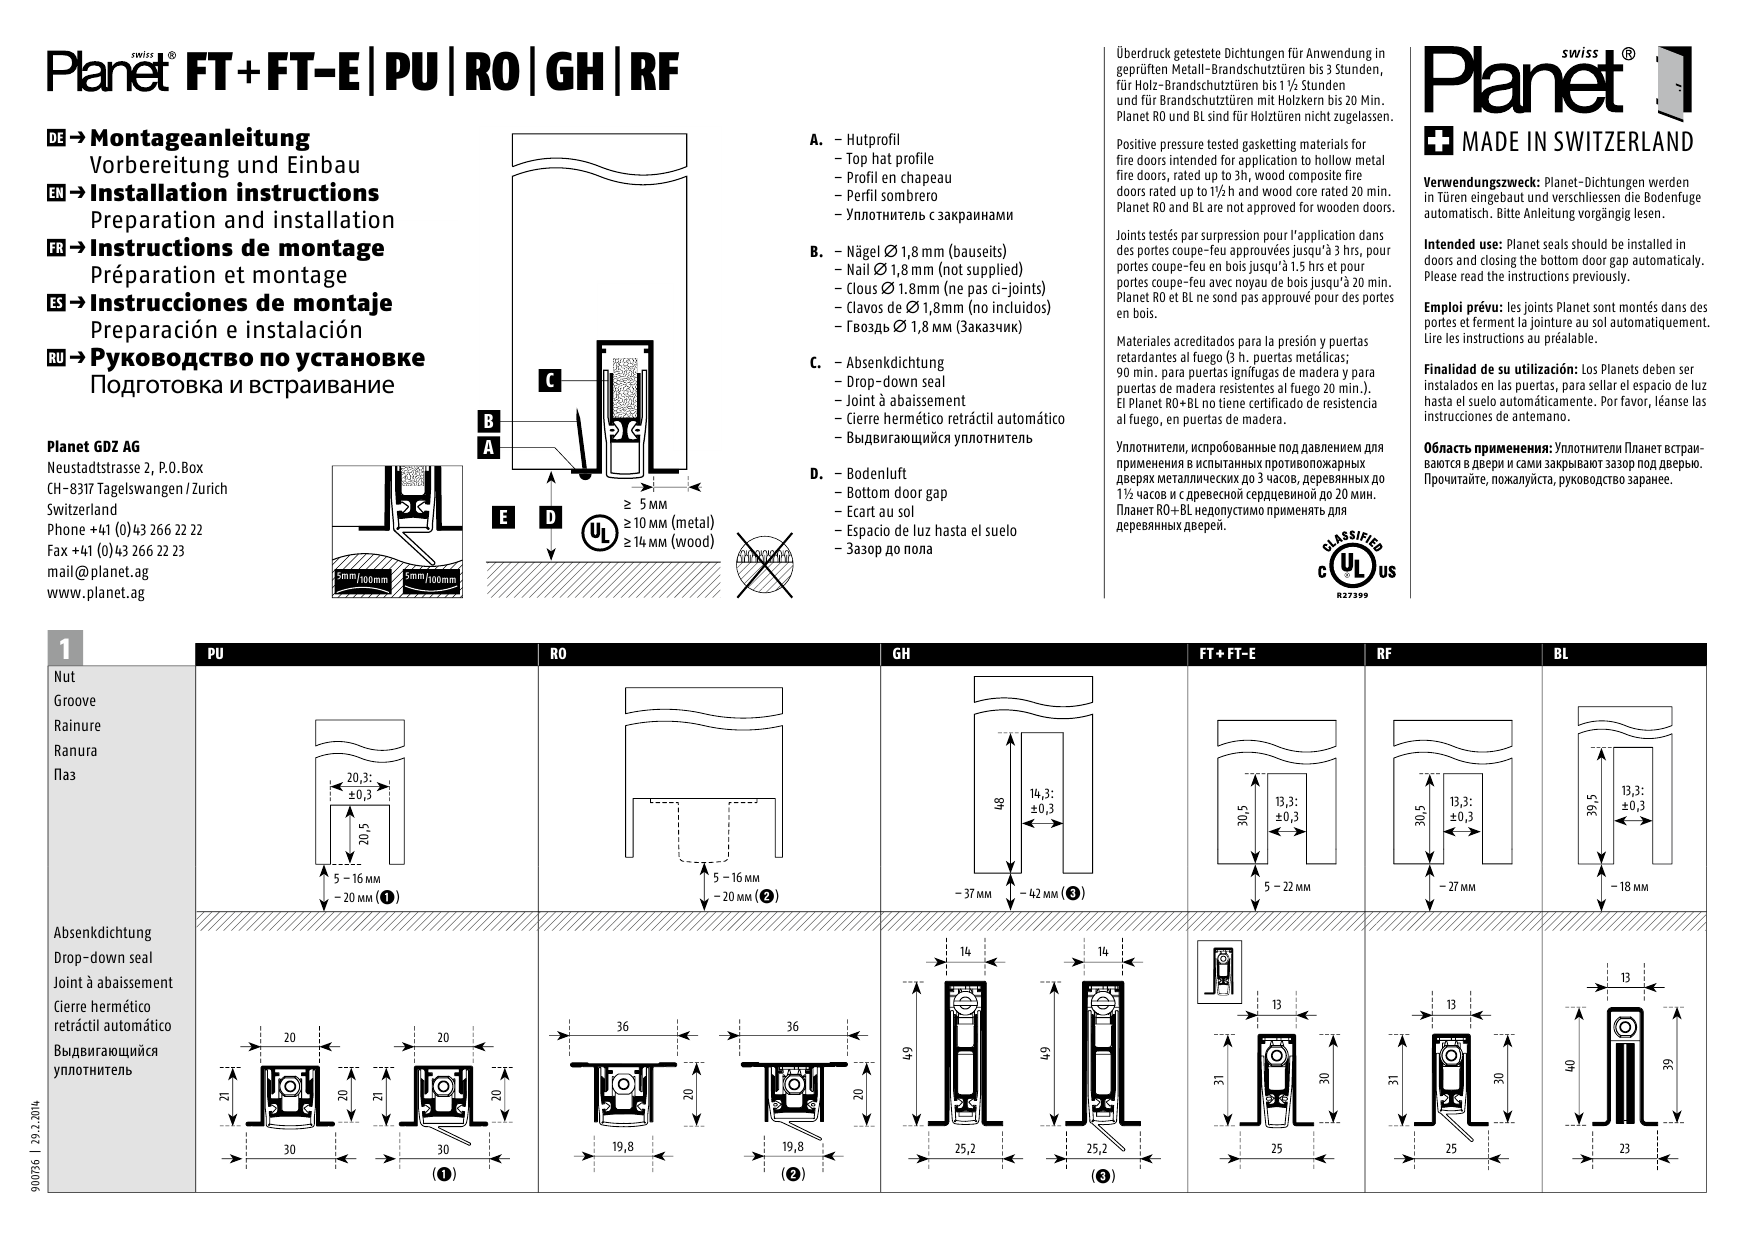 Planet swiss® FT+FT-E|PU|RO|GH|RF
DE → Montageanleitung
Vorbereitung und Einbau
EN → Installation instructions
Preparation and installation
FR → Instructions de montage
Préparation et montage
ES → Instrucciones de montaje
Preparación e instalación
RU → Руководство по установке
Подготовка и встраивание
Planet GDZ AG
Neustadtstrasse 2, P.O.Box
CH-8317 Tagelswangen / Zurich
Switzerland
Phone +41 (0)43 266 22 22
Fax +41 (0)43 266 22 23
mail@planet.ag
www.planet.ag
5mm/100mm
5mm/100mm
C
B
A
E
D
≥ 5 мм
UL
≥ 10 мм (metal)
≥ 14 мм (wood)
A. – Hutprofil
– Top hat profile
– Profil en chapeau
– Perfil sombrero
– Уплотнитель с закраинами
B. – Nägel Ø 1,8 mm (bauseits)
– Nail Ø 1,8 mm (not supplied)
– Clous Ø 1.8mm (ne pas ci-joints)
– Clavos de Ø 1,8mm (no incluidos)
– Гвоздь Ø 1,8 мм (Заказчик)
C. – Absenkdichtung
– Drop-down seal
– Joint à abaissement
– Cierre hermético retráctil automático
– Выдвигающийся уплотнитель
D. – Bodenluft
– Bottom door gap
– Ecart au sol
– Espacio de luz hasta el suelo
– Зазор до пола
Überdruck getestete Dichtungen für Anwendung in
geprüften Metall-Brandschutztüren bis 3 Stunden,
für Holz-Brandschutztüren bis 1 ½ Stunden
und für Brandschutztüren mit Holzkern bis 20 Min.
Planet RO und BL sind für Holztüren nicht zugelassen.
Positive pressure tested gasketting materials for
fire doors intended for application to hollow metal
fire doors, rated up to 3h, wood composite fire
doors rated up to 1½ h and wood core rated 20 min.
Planet RO and BL are not approved for wooden doors.
Joints testés par surpression pour l'application dans
des portes coupe-feu approuvées jusqu'à 3 hrs, pour
portes coupe-feu en bois jusqu'à 1.5 hrs et pour
portes coupe-feu avec noyau de bois jusqu'à 20 min.
Planet RO et BL ne sond pas approuvé pour des portes
en bois.
Materiales acreditados para la presión y puertas
retardantes al fuego (3 h. puertas metálicas;
90 min. para puertas ignífugas de madera y para
puertas de madera resistentes al fuego 20 min.).
El Planet RO+BL no tiene certificado de resistencia
al fuego, en puertas de madera.
Уплотнители, испробованные под давлением для
применения в испытанных противопожарных
дверях металлических до 3 часов, деревянных до
1 ½ часов и с древесной сердцевиной до 20 мин.
Планет RO+BL недопустимо применять для
деревянных дверей.
CLASSIFIED
C UL® US
R27399
Planet swiss®
MADE IN SWITZERLAND
Verwendungszweck: Planet-Dichtungen werden
in Türen eingebaut und verschliessen die Bodenfuge
automatisch. Bitte Anleitung vorgängig lesen.
Intended use: Planet seals should be installed in
doors and closing the bottom door gap automaticaly.
Please read the instructions previously.
Emploi prévu: les joints Planet sont montés dans des
portes et ferment la jointure au sol automatiquement.
Lire les instructions au préalable.
Finalidad de su utilización: Los Planets deben ser
instalados en las puertas, para sellar el espacio de luz
hasta el suelo automáticamente. Por favor, léanse las
instrucciones de antemano.
Область применения: Уплотнители Планет встраи-
ваются в двери и сами закрывают зазор под дверью.
Прочитайте, пожалуйста, руководство заранее.
1
PU RO GH FT+FT-E RF BL
Nut
Groove
Rainure
Ranura
Паз
20,3:
±0,3
20,5
5 – 16 мм
– 20 мм (❶)
5 – 16 мм
– 20 мм (❷)
48
14,3:
±0,3
– 37 мм
– 42 мм (❸)
30,5
13,3:
±0,3
5 – 22 мм
30,5
13,3:
±0,3
– 27 мм
39,5
13,3:
±0,3
– 18 мм
Absenkdichtung
Drop-down seal
Joint à abaissement
Cierre hermético
retráctil automático
Выдвигающийся
уплотнитель
20
21
20
30
20
21
20
30
(❶)
36
20
19,8
36
20
19,8
(❷)
14
49
25,2
14
49
25,2
(❸)
13
31
30
25
13
31
30
25
13
40
39
23
900736 | 29.2.2014